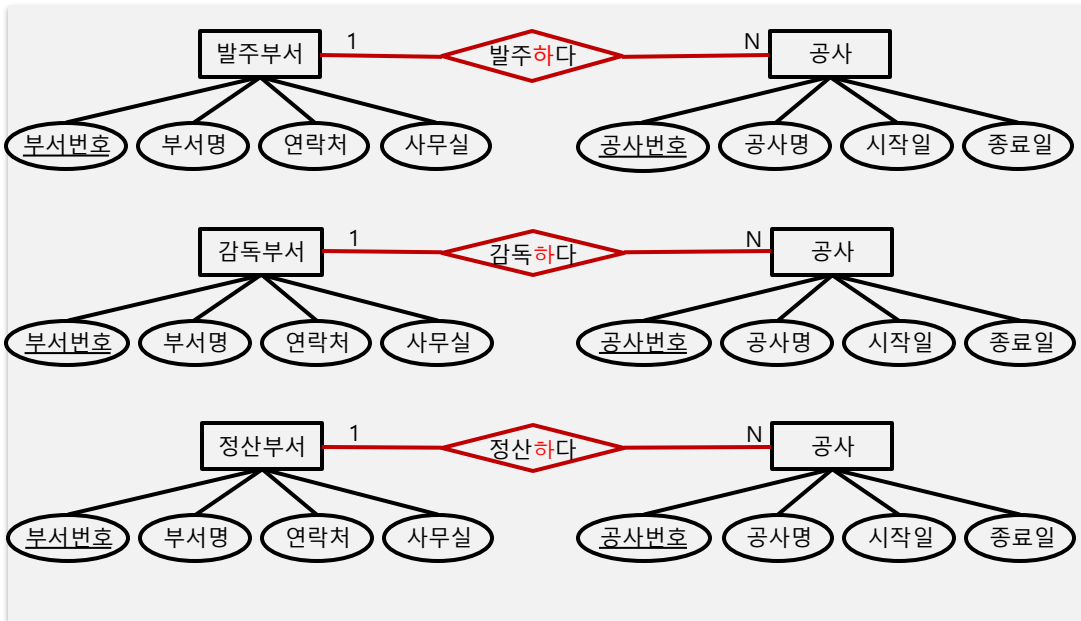 발주부서 1 발주하다 N 공사
부서번호 부서명 연락처 사무실 공사번호 공사명 시작일 종료일
감독부서 1 감독하다 N 공사
부서번호 부서명 연락처 사무실 공사번호 공사명 시작일 종료일
정산부서 1 정산하다 N 공사
부서번호 부서명 연락처 사무실 공사번호 공사명 시작일 종료일